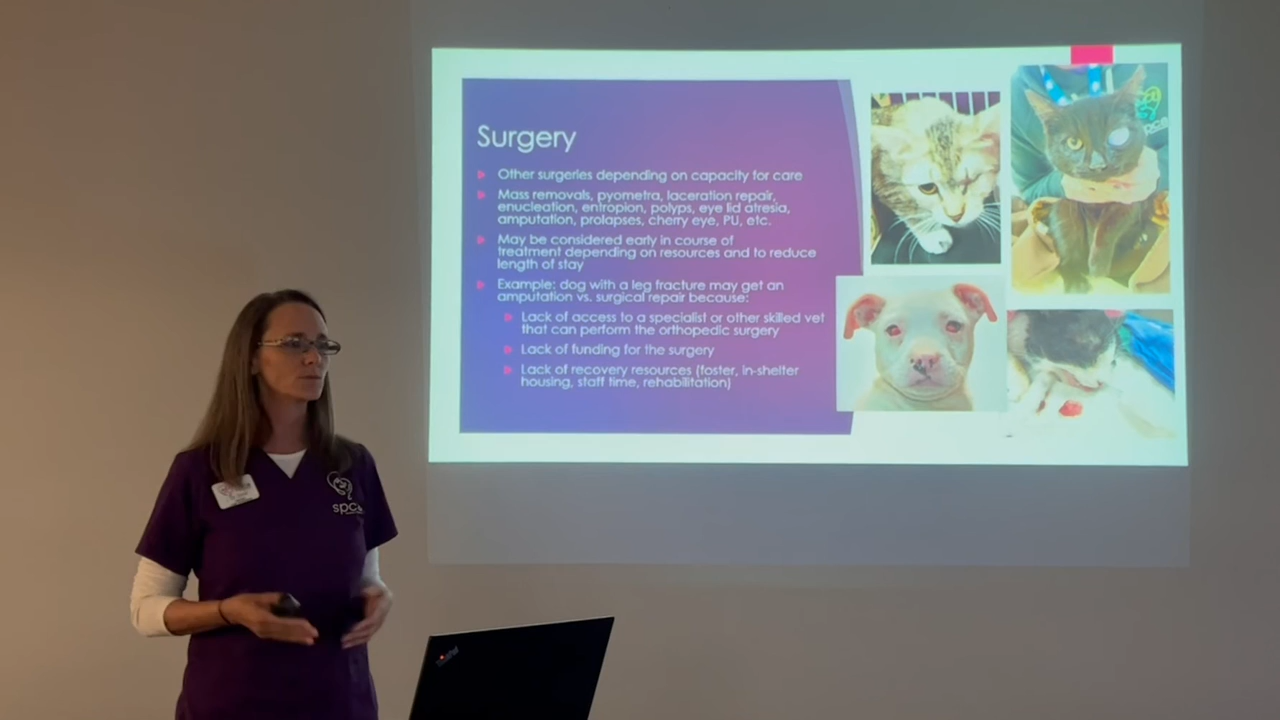 Surgery
Other surgeries depending on capacity for care
Mass removals, pyometra, laceration repair,
enucleation, entropion, polyps, eye lid atresia,
amputation, prolapses, cherry eye, PU, etc.
May be considered early in course of
treatment depending on resources and to reduce
length of stay
Example: dog with a leg fracture may get an
amputation vs. surgical repair because:
Lack of access to a specialist or other skilled vet
that can perform the orthopedic surgery
Lack of funding for the surgery
Lack of recovery resources (foster, in-shelter
housing, staff time, rehabilitation)
spca
ThinkPad